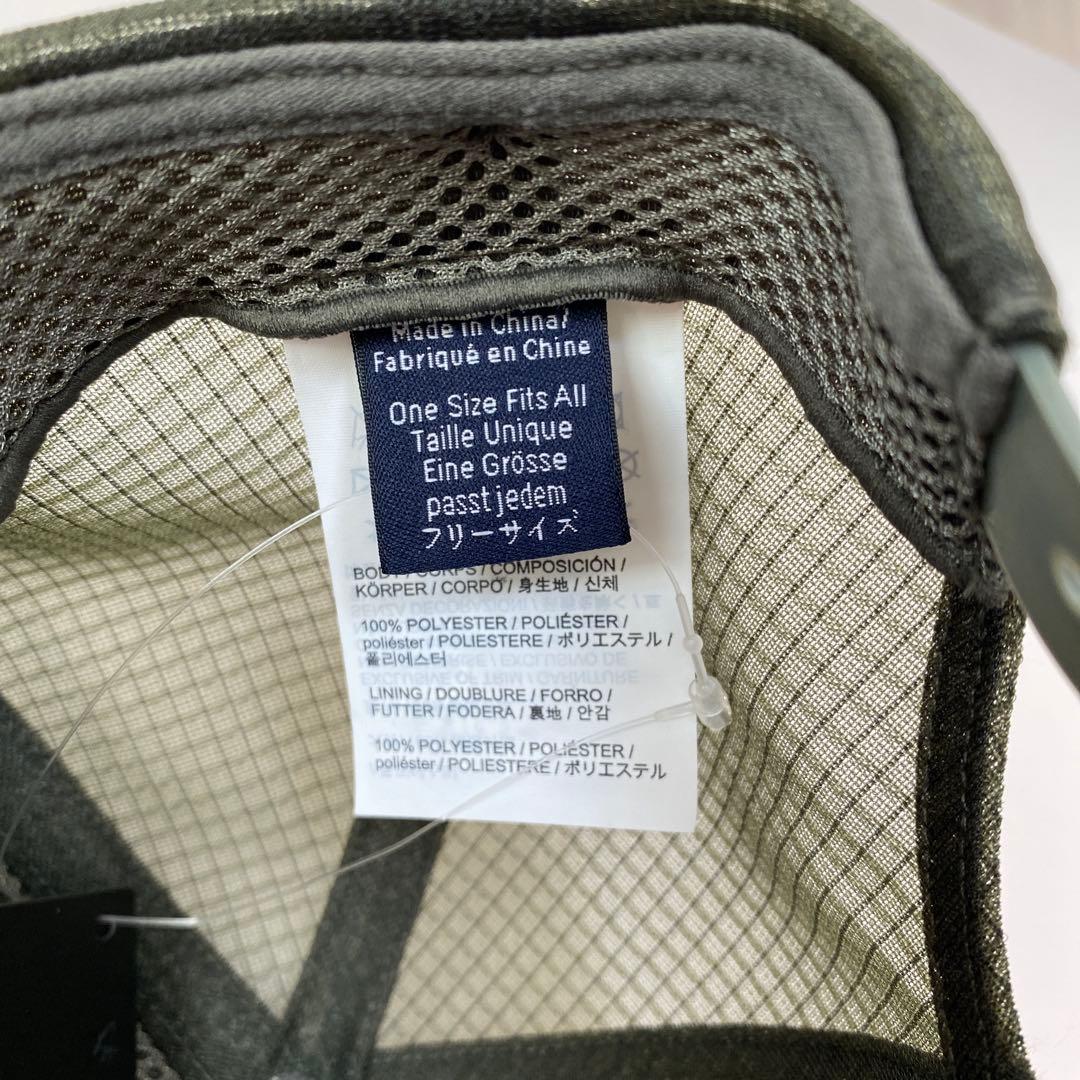 Made in China/
Fabriqué en Chine
One Size Fits All
Taille Unique
Eine Grösse
passt jedem
フリーサイズ
BODY / CORPS / COMPOSICIÓN /
KÖRPER / CORPO / 身生地 / 신체
100% POLYESTER / POLIÉSTER /
poliéster / POLIESTERE / ポリエステル /
폴리에스터
LINING / DOUBLURE / FORRO /
FUTTER / FODERA / 裏地 / 안감
100% POLYESTER / POLIÉSTER /
poliéster / POLIESTERE / ポリエステル